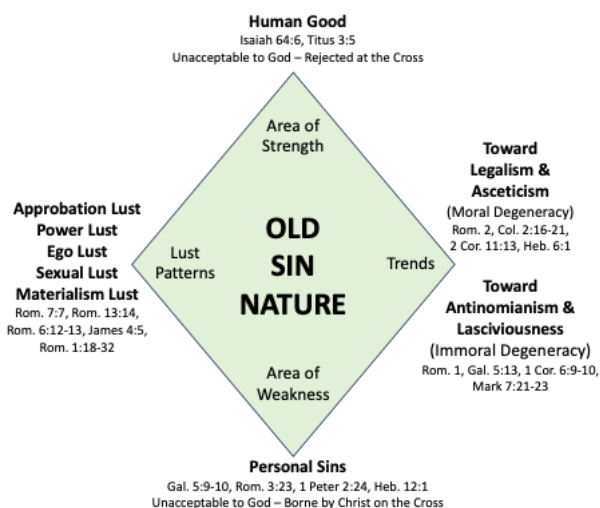 Human Good
Isaiah 64:6, Titus 3:5
Unacceptable to God – Rejected at the Cross
Area of
Strength
Approbation Lust
Power Lust
Ego Lust
Sexual Lust
Materialism Lust
Rom. 7:7, Rom. 13:14,
Rom. 6:12-13, James 4:5,
Rom. 1:18-32
Lust
Patterns
OLD
SIN
NATURE
Trends
Toward
Legalism &
Asceticism
(Moral Degeneracy)
Rom. 2, Col. 2:16-21,
2 Cor. 11:13, Heb. 6:1
Toward
Antinomianism &
Lasciviousness
(Immoral Degeneracy)
Rom. 1, Gal. 5:13, 1 Cor. 6:9-10,
Mark 7:21-23
Area of
Weakness
Personal Sins
Gal. 5:9-10, Rom. 3:23, 1 Peter 2:24, Heb. 12:1
Unacceptable to God – Borne by Christ on the Cross